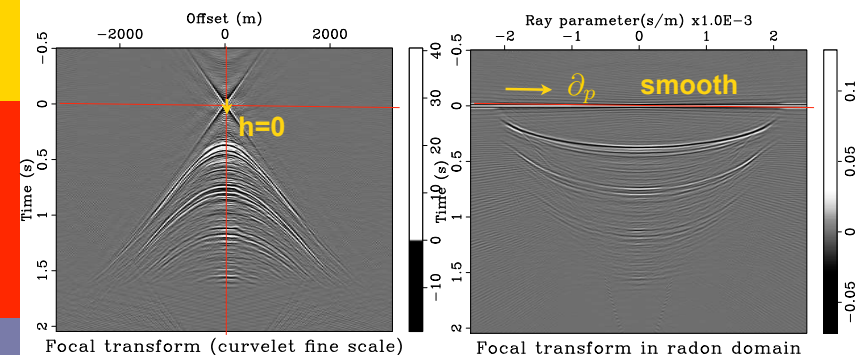 Offset (m)
−2000 0 2000
−0.5
0
0.5
1
1.5
2
Time (s)
h=0
40
30
20
10
0
−10
Focal transform (curvelet fine scale)
Ray parameter(s/m) x1.0E−3
−2 −1 0 1 2
−0.5
0
0.5
1
1.5
2
Time (s)
∂p smooth
0.1
0.05
0
−0.05
Focal transform in radon domain